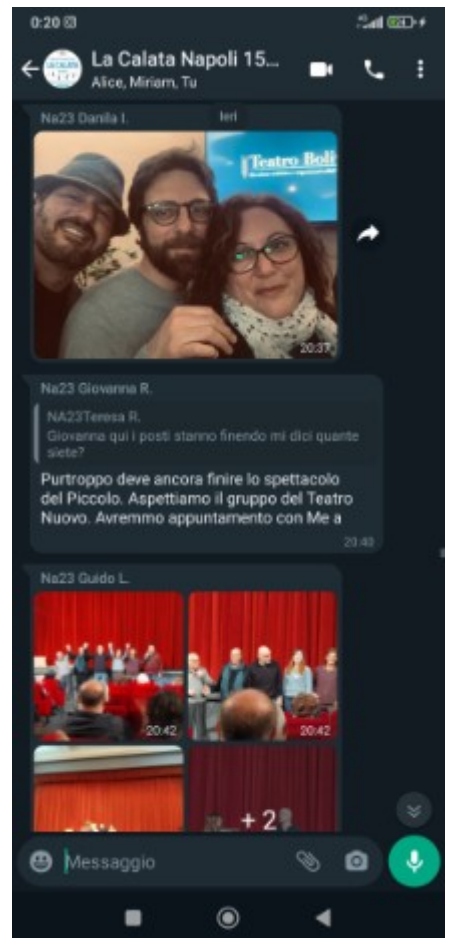 0:20
La Calata Napoli 15...
Alice, Miriam, Tu
Na23 Danila I.
Ieri
Teatro Boli
20:37
Na23 Giovanna R.
NA23Teresa R.
Giovanna qui i posti stanno finendo mi dici quante
siete?
Purtroppo deve ancora finire lo spettacolo
del Piccolo. Aspettiamo il gruppo del Teatro
Nuovo. Avremmo appuntamento con Me a
20:40
Na23 Guido L.
20:42
20:42
+ 2
Messaggio